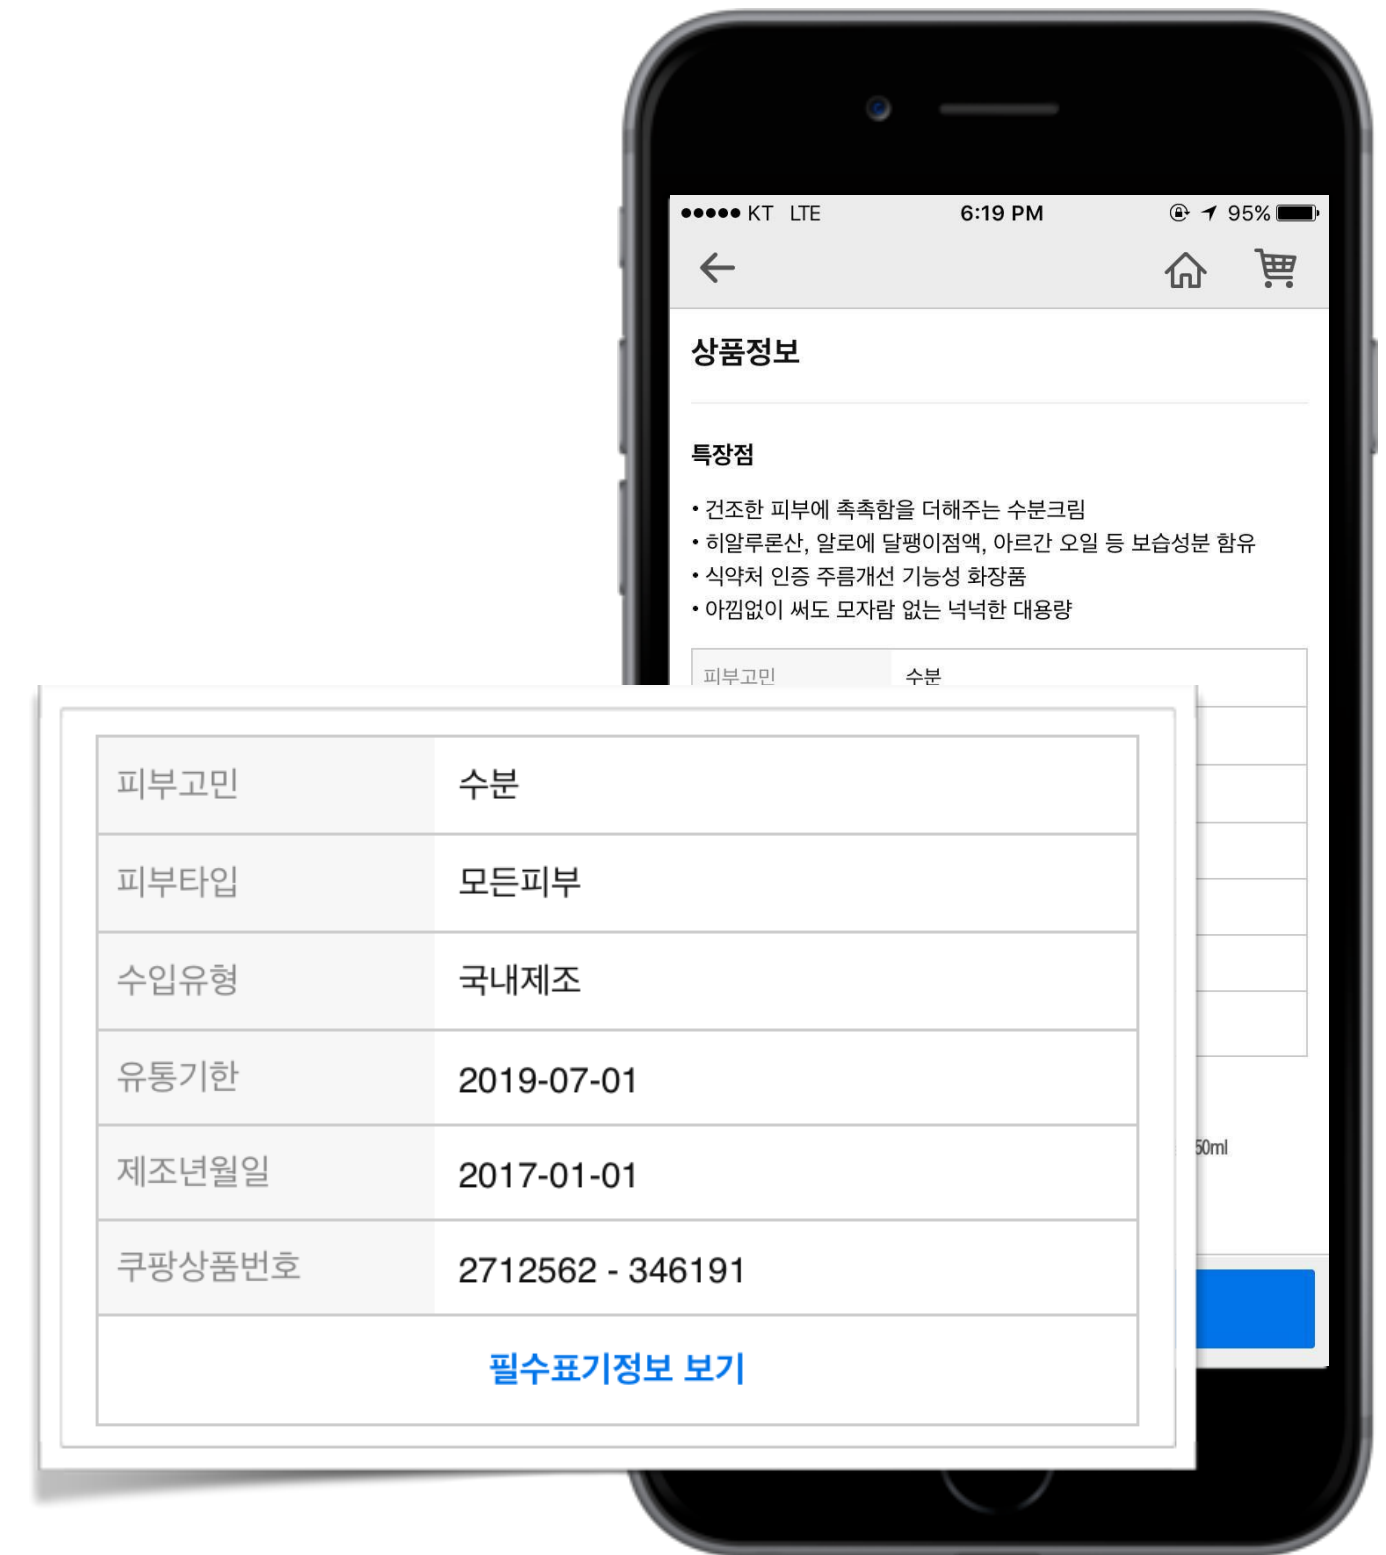 KT LTE 6:19 PM 95%
상품정보
특장점
• 건조한 피부에 촉촉함을 더해주는 수분크림
• 히알루론산, 알로에 달팽이점액, 아르간 오일 등 보습성분 함유
• 식약처 인증 주름개선 기능성 화장품
• 아낌없이 써도 모자람 없는 넉넉한 대용량
피부고민 수분
피부고민 수분
피부타입 모든피부
수입유형 국내제조
유통기한 2019-07-01
제조년월일 2017-01-01
쿠팡상품번호 2712562 - 346191
필수표기정보 보기